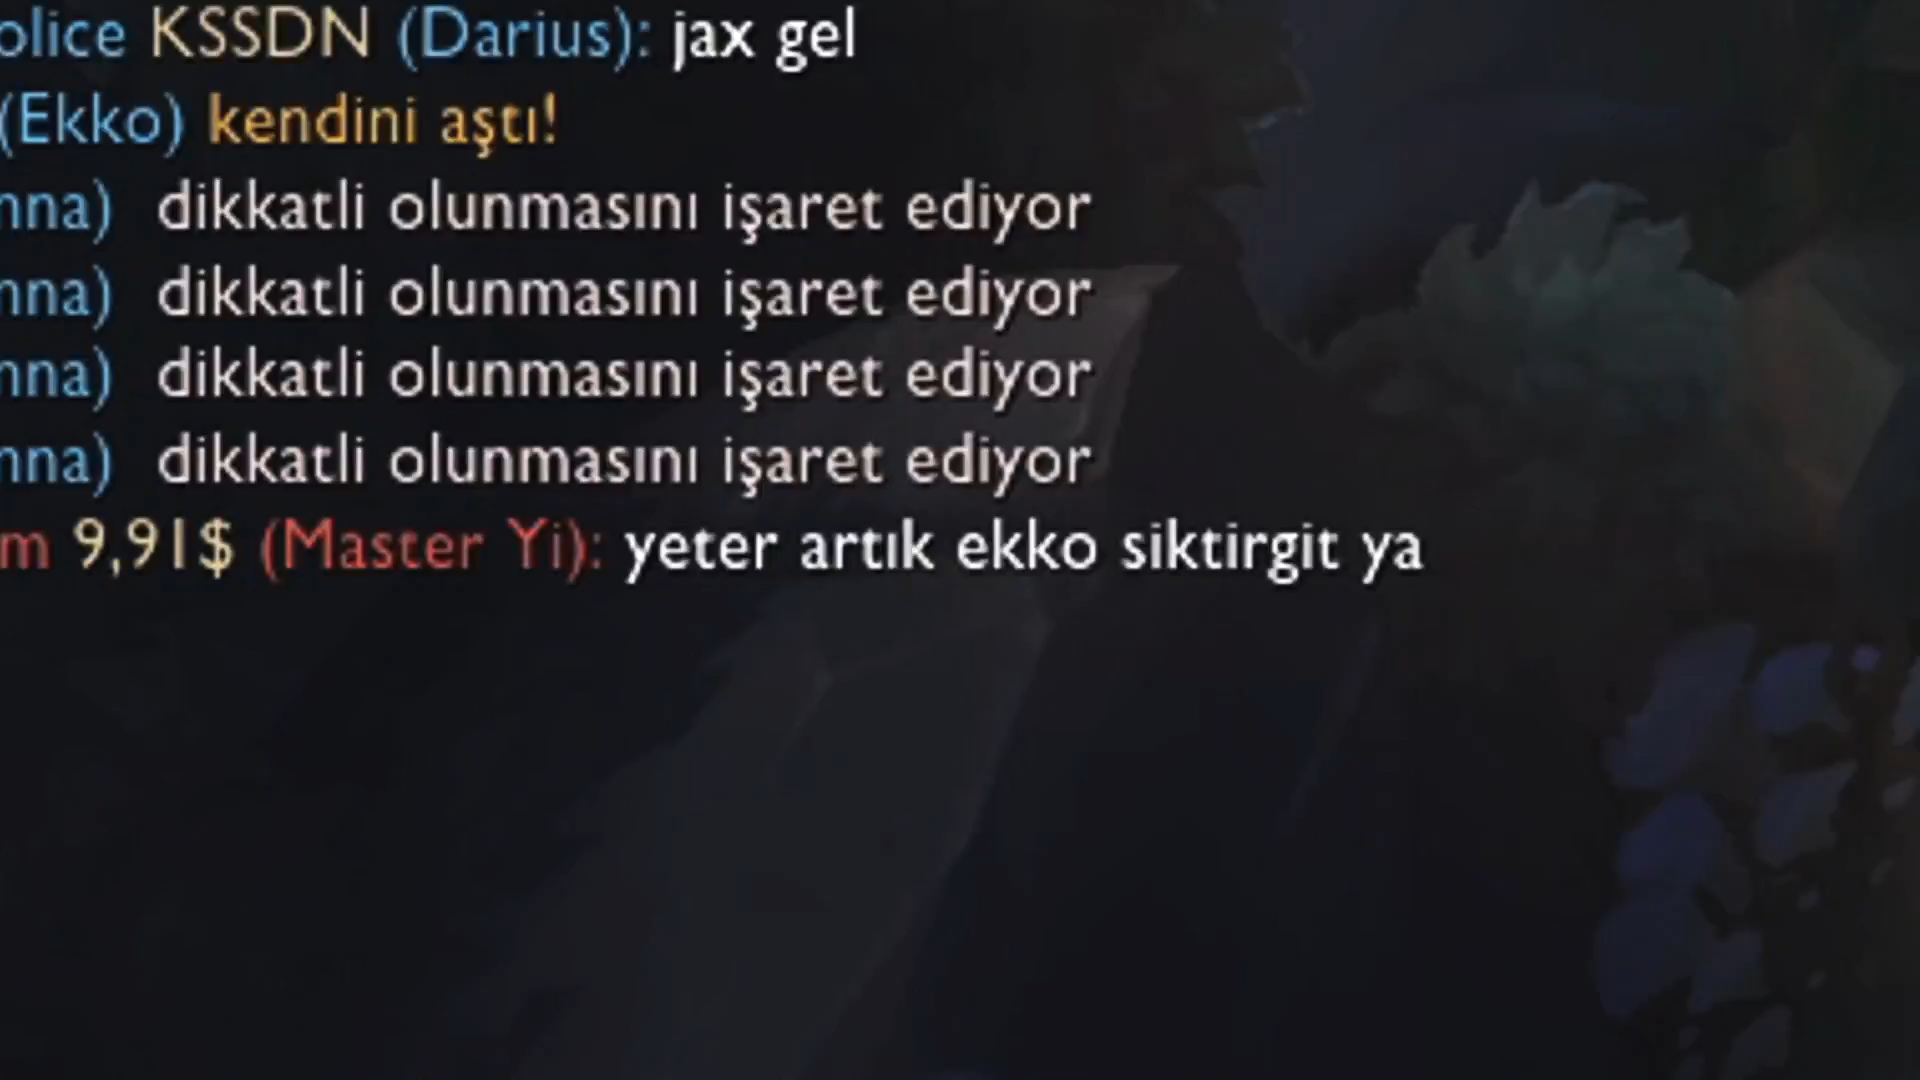 olice KSSDN (Darius): jax gel
(Ekko) kendini aştı!
nna) dikkatli olunmasını işaret ediyor
nna) dikkatli olunmasını işaret ediyor
nna) dikkatli olunmasını işaret ediyor
nna) dikkatli olunmasını işaret ediyor
m 9,91$ (Master Yi): yeter artık ekko siktirgit ya